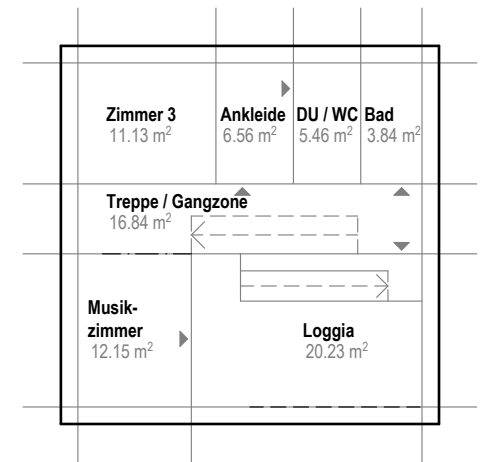 Zimmer 3
11.13 m²
Ankleide
6.56 m²
DU / WC
5.46 m²
Bad
3.84 m²
Treppe / Gangzone
16.84 m²
Musik-
zimmer
12.15 m²
Loggia
20.23 m²